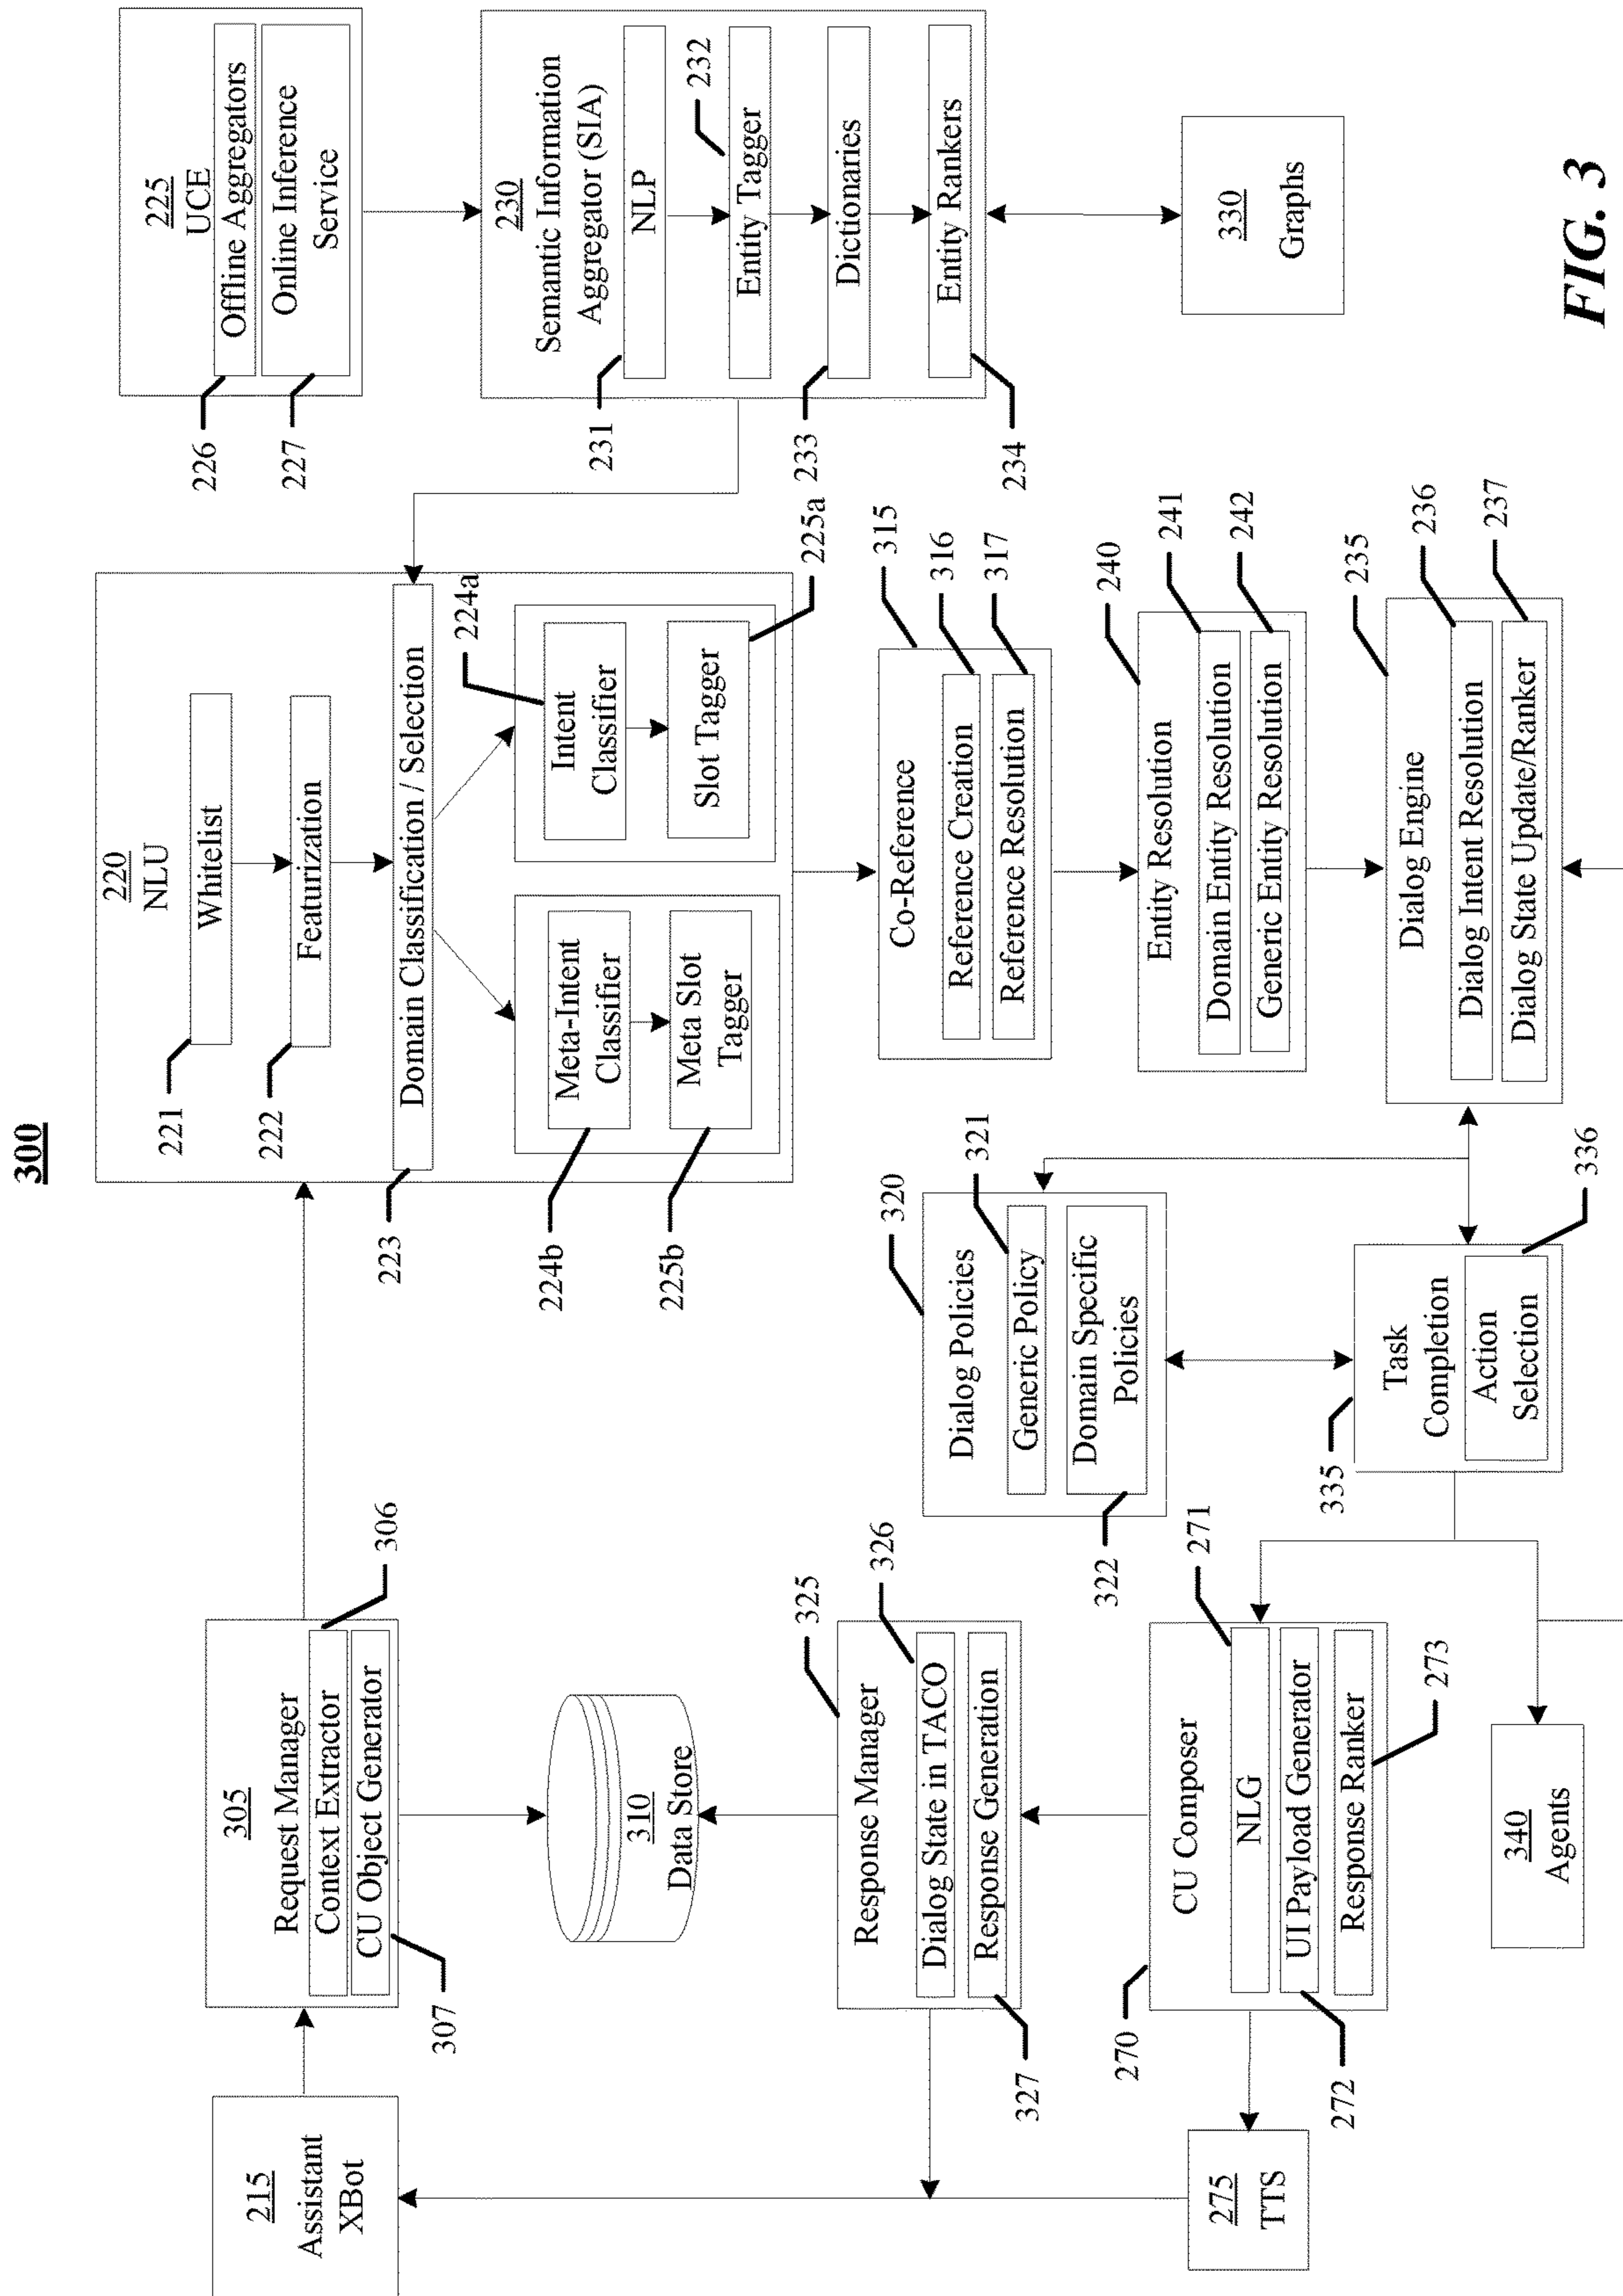 300
215
Assistant
XBot
305
Request Manager
Context Extractor
CU Object Generator
306
307
310
Data Store
220
NLU
Whitelist
221
Featurization
222
Domain Classification / Selection
223
Meta-Intent
Classifier
224b
Meta Slot
Tagger
225b
Intent
Classifier
224a
Slot Tagger
225a
225
UCE
Offline Aggregators
Online Inference
Service
226
227
230
Semantic Information
Aggregator (SIA)
NLP
231
Entity Tagger
232
Dictionaries
233
Entity Rankers
234
330
Graphs
Co-Reference
315
Reference Creation
316
Reference Resolution
317
Entity Resolution
240
Domain Entity Resolution
241
Generic Entity Resolution
242
Dialog Engine
235
Dialog Intent Resolution
236
Dialog State Update/Ranker
237
Dialog Policies
320
Generic Policy
321
Domain Specific
Policies
322
Task
Completion
335
Action
Selection
336
Response Manager
325
Dialog State in TACO
326
Response Generation
327
CU Composer
270
NLG
271
UI Payload Generator
272
Response Ranker
273
275
TTS
340
Agents
FIG. 3